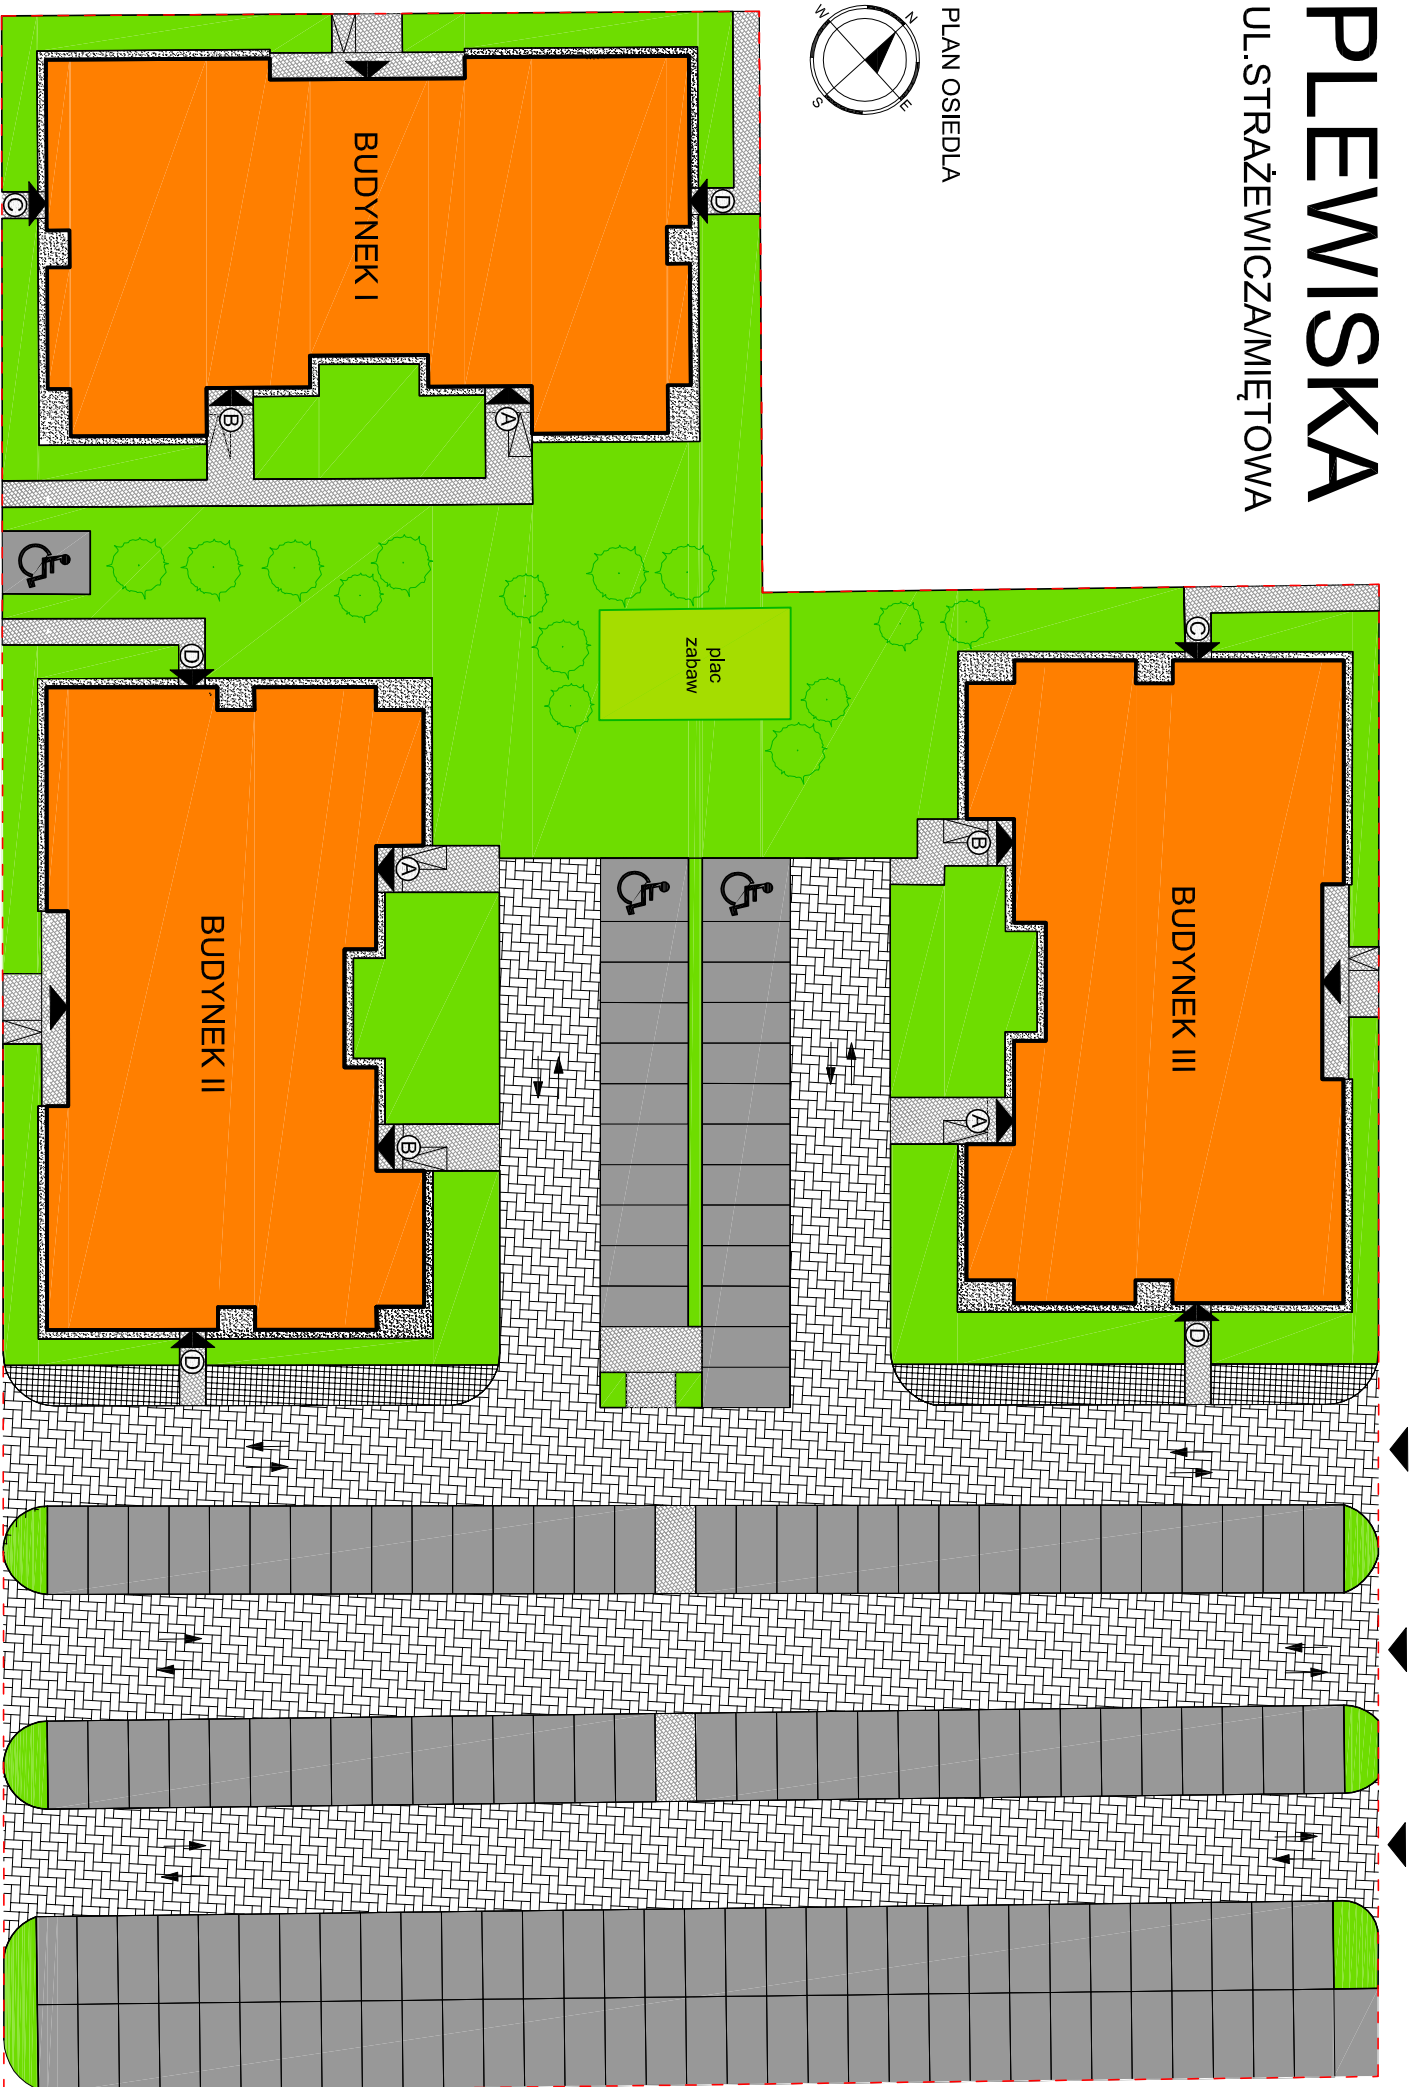 PLEWISKA
UL.STRAŻEWICZA/MIĘTOWA
PLAN OSIEDLA
N
E
S
W
BUDYNEK I
A
B
C
D
plac
zabaw
BUDYNEK II
A
B
D
D
BUDYNEK III
A
B
C
D